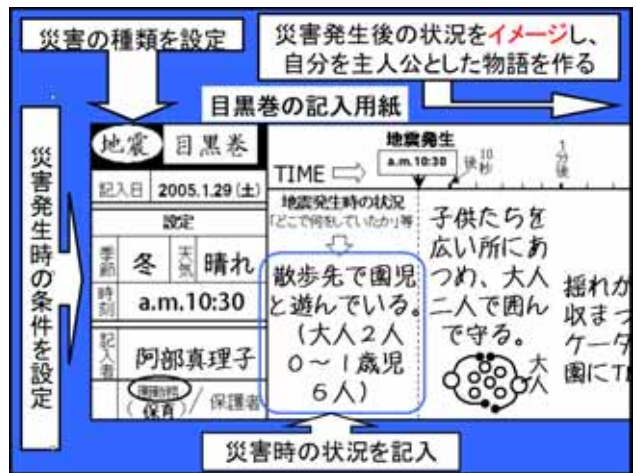 災害の種類を設定
災害発生後の状況をイメージし、
自分を主人公とした物語を作る
目黒巻の記入用紙
災害発生時の条件を設定
地震 目黒巻
記入日 2005.1.29(土)
設定
季節 冬 天気 晴れ
時刻 a.m.10:30
記入者 阿部真理子
(保育)/保護者
地震発生
TIME a.m.10:30 10秒後 1分後
地震発生時の状況
「どこで何をしていたか」等
散歩先で園児
と遊んでいる。
(大人2人
0〜1歳児
6人)
子供たちを
広い所にあ
つめ、大人
二人で囲ん
で守る。
大人
揺れが
収まっ
ケータ
園にTE
災害時の状況を記入